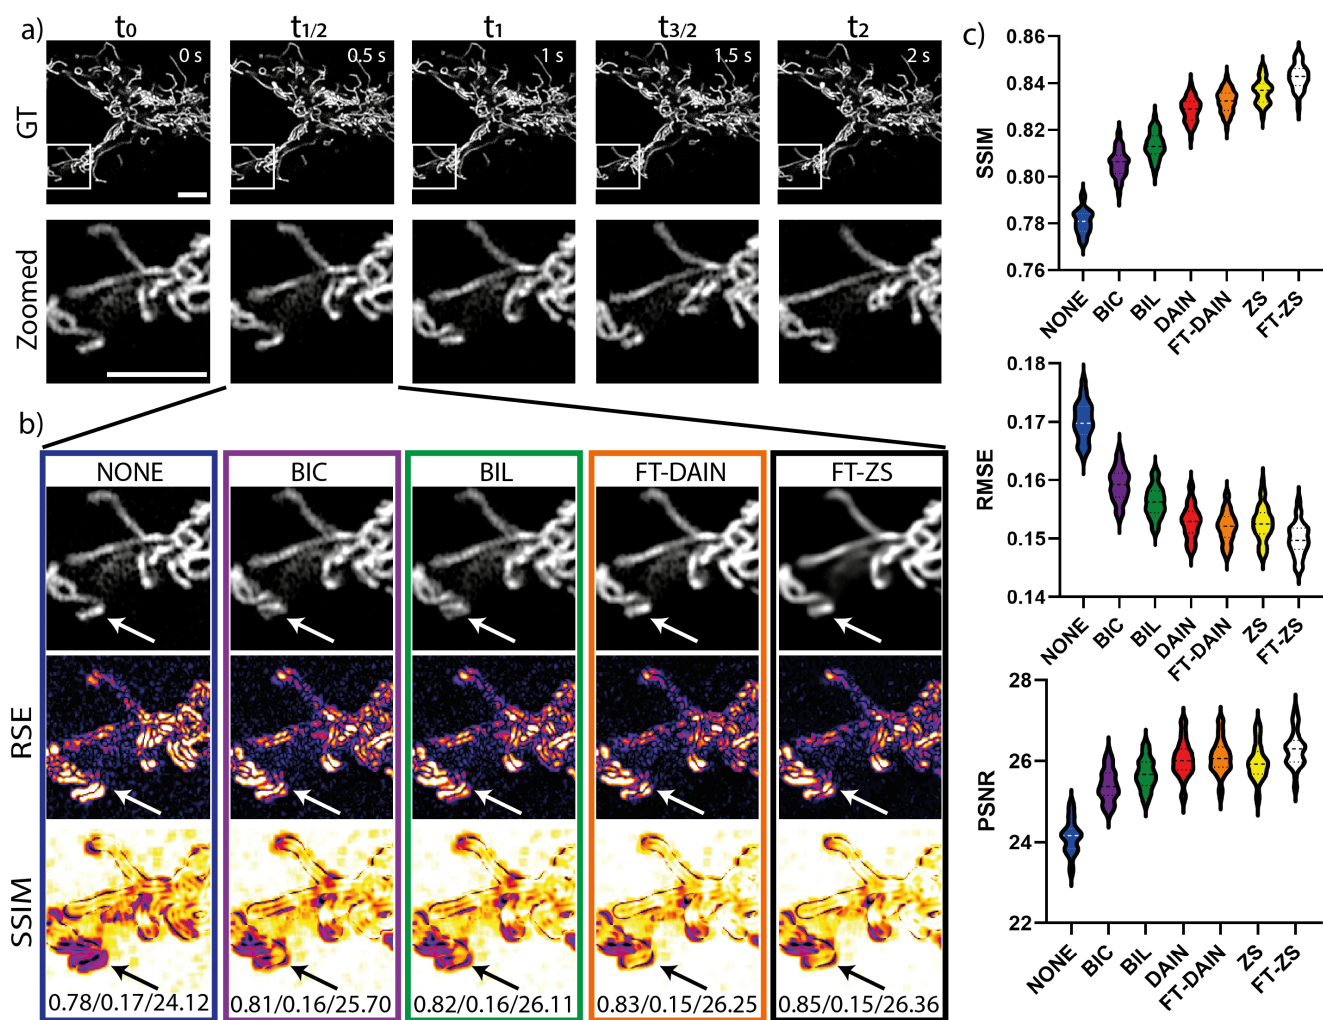 a)
t0 t1/2 t1 t3/2 t2
GT
0 s 0.5 s 1 s 1.5 s 2 s
Zoomed
b)
NONE BIC BIL FT-DAIN FT-ZS
RSE
SSIM
0.78/0.17/24.12 0.81/0.16/25.70 0.82/0.16/26.11 0.83/0.15/26.25 0.85/0.15/26.36
c)
SSIM
0.86
0.84
0.82
0.80
0.78
0.76
NONE BIC BIL DAIN FT-DAIN ZS FT-ZS
RMSE
0.18
0.17
0.16
0.15
0.14
NONE BIC BIL DAIN FT-DAIN ZS FT-ZS
PSNR
28
26
24
22
NONE BIC BIL DAIN FT-DAIN ZS FT-ZS